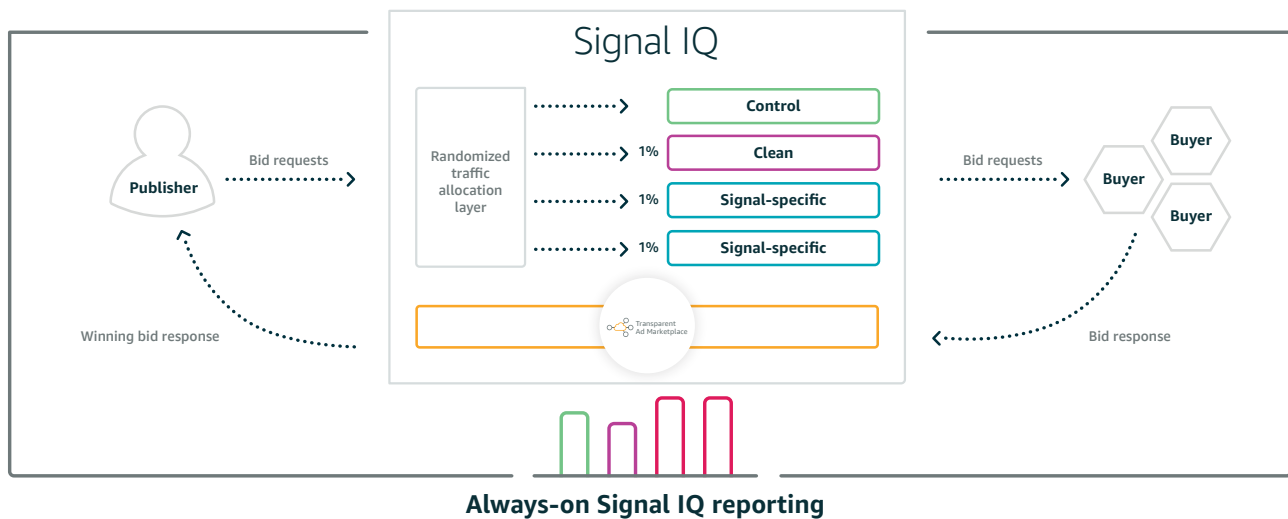 Signal IQ
Publisher
Bid requests
Randomized
traffic
allocation
layer
Control
1%
Clean
1%
Signal-specific
1%
Signal-specific
Bid requests
Buyer
Buyer
Buyer
Winning bid response
Transparent
Ad Marketplace
Bid response
Always-on Signal IQ reporting